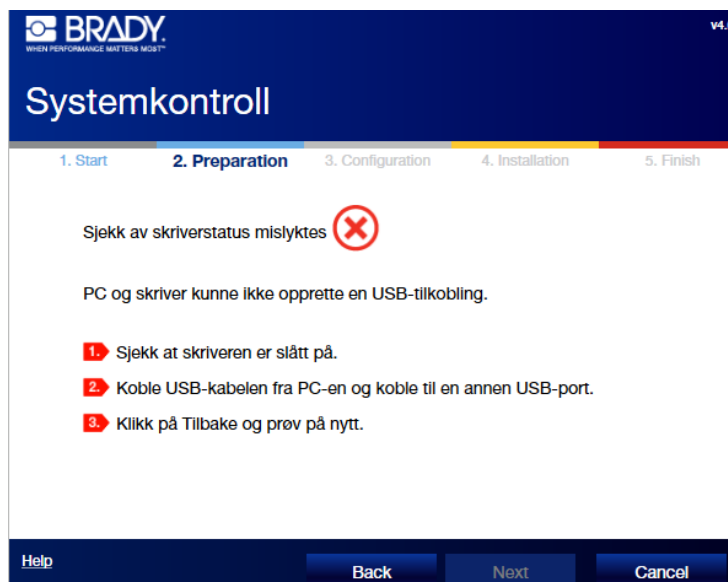 BRADY.
WHEN PERFORMANCE MATTERS MOST™
Systemkontroll
1. Start 2. Preparation 3. Configuration 4. Installation 5. Finish
Sjekk av skriverstatus mislyktes
PC og skriver kunne ikke opprette en USB-tilkobling.
1. Sjekk at skriveren er slått på.
2. Koble USB-kabelen fra PC-en og koble til en annen USB-port.
3. Klikk på Tilbake og prøv på nytt.
Help Back Next Cancel